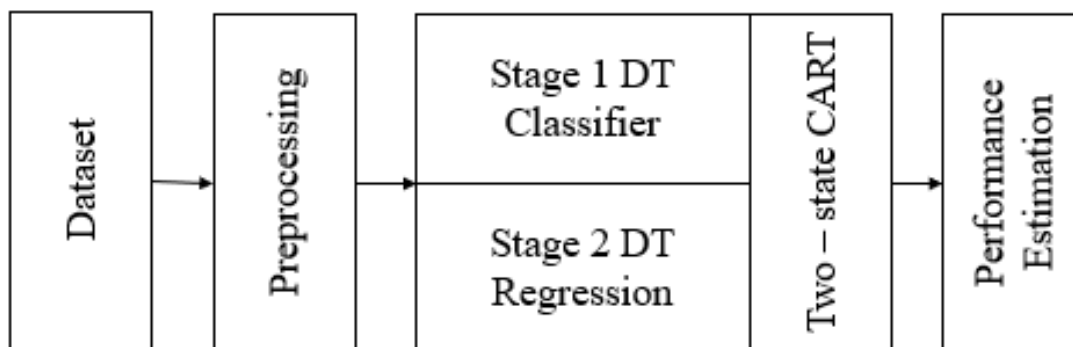 Dataset
Preprocessing
Stage 1 DT
Classifier
Stage 2 DT
Regression
Two – state CART
Performance
Estimation